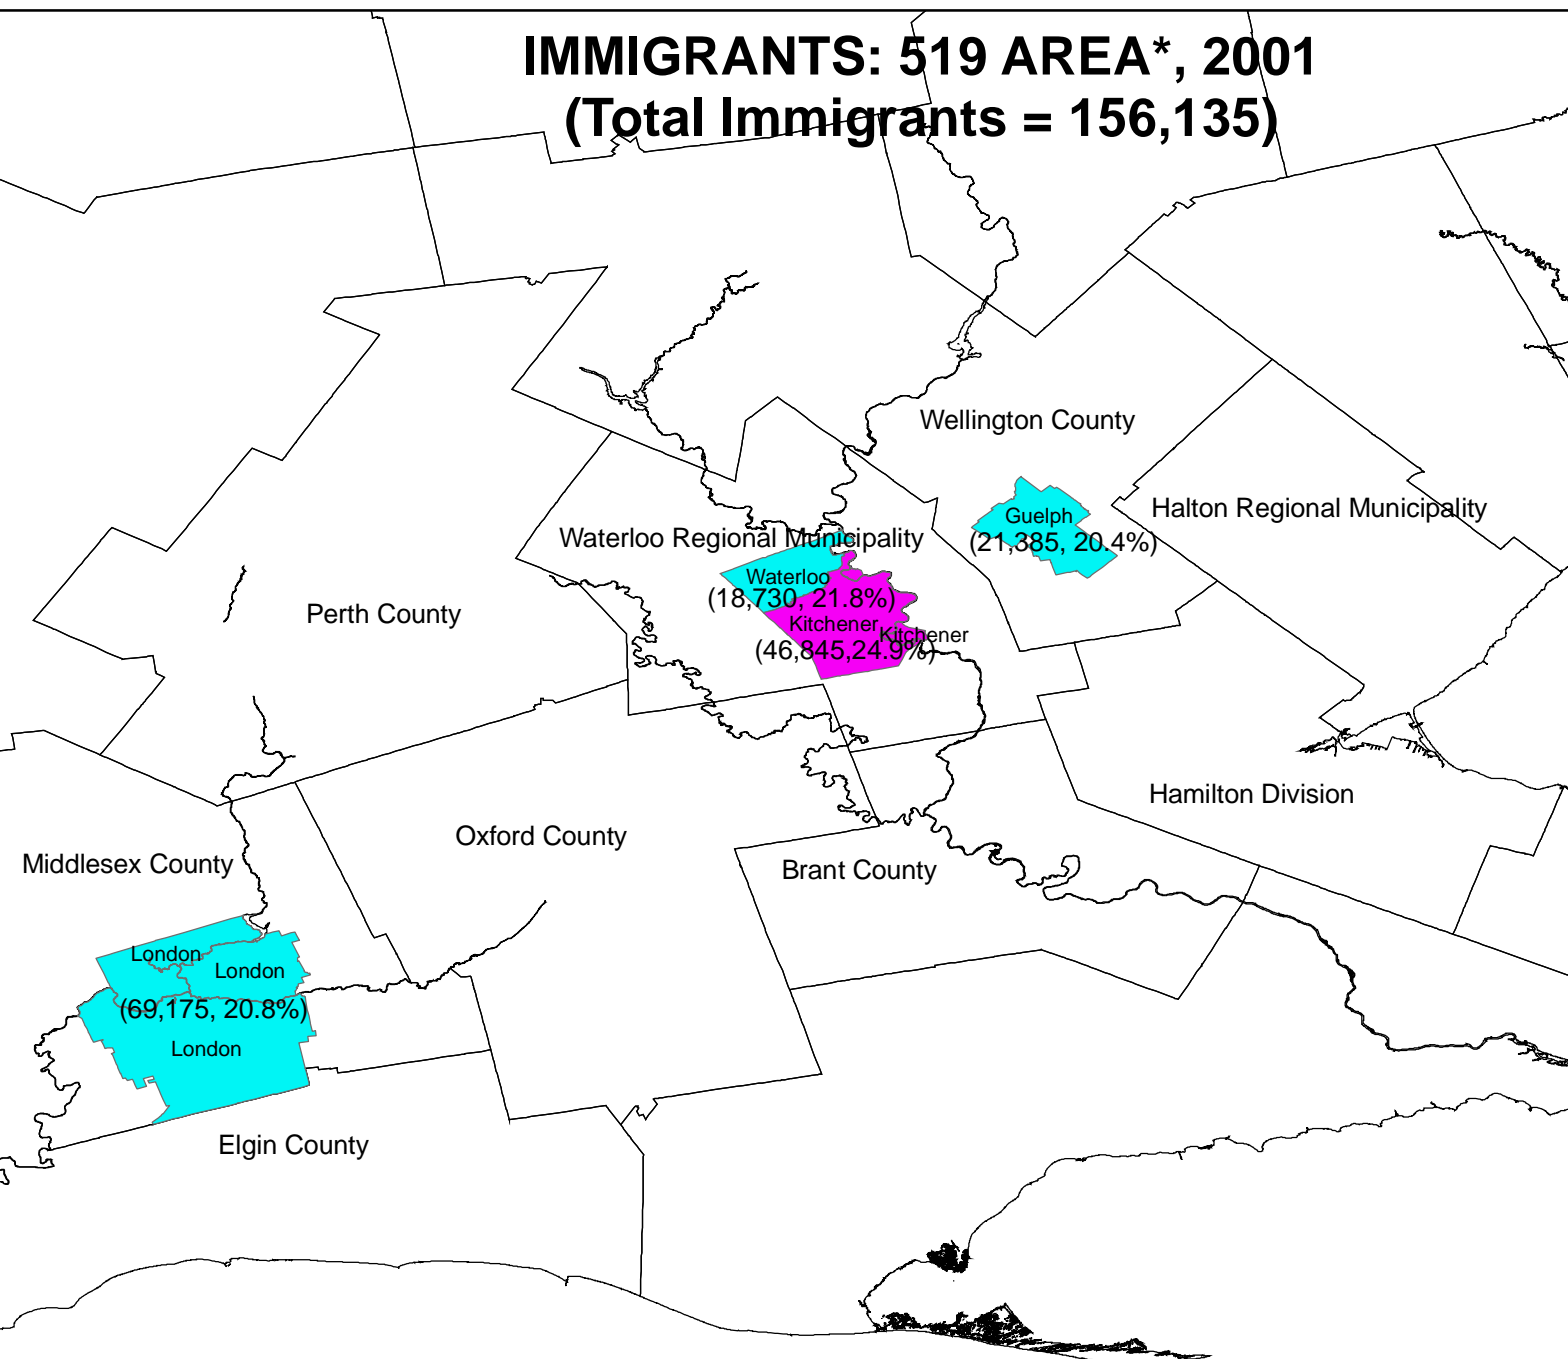 IMMIGRANTS: 519 AREA*, 2001
(Total Immigrants = 156,135)
Wellington County
Guelph
(21,385, 20.4%)
Halton Regional Municipality
Waterloo Regional Municipality
Waterloo
(18,730, 21.8%)
Kitchener
Kitchener
(46,845,24.9%)
Perth County
Hamilton Division
Oxford County
Middlesex County
Brant County
London
London
(69,175, 20.8%)
London
Elgin County